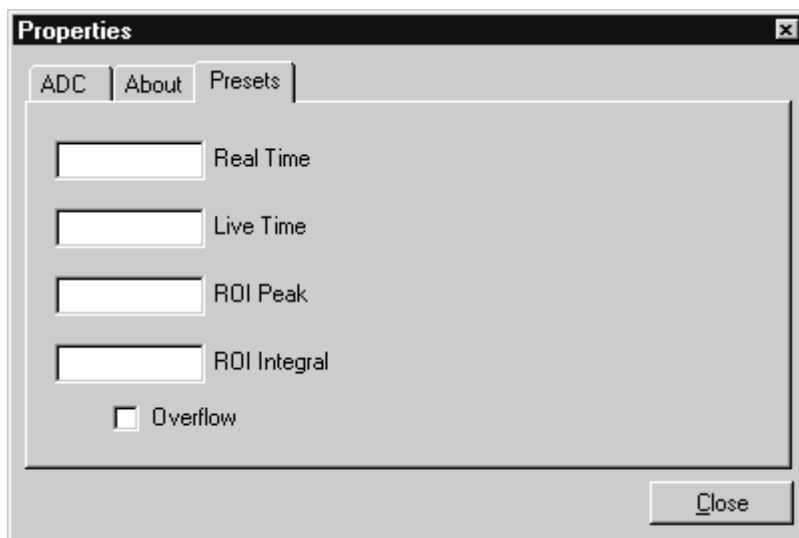 Properties
ADC About Presets
Real Time
Live Time
ROI Peak
ROI Integral
Overflow
Close